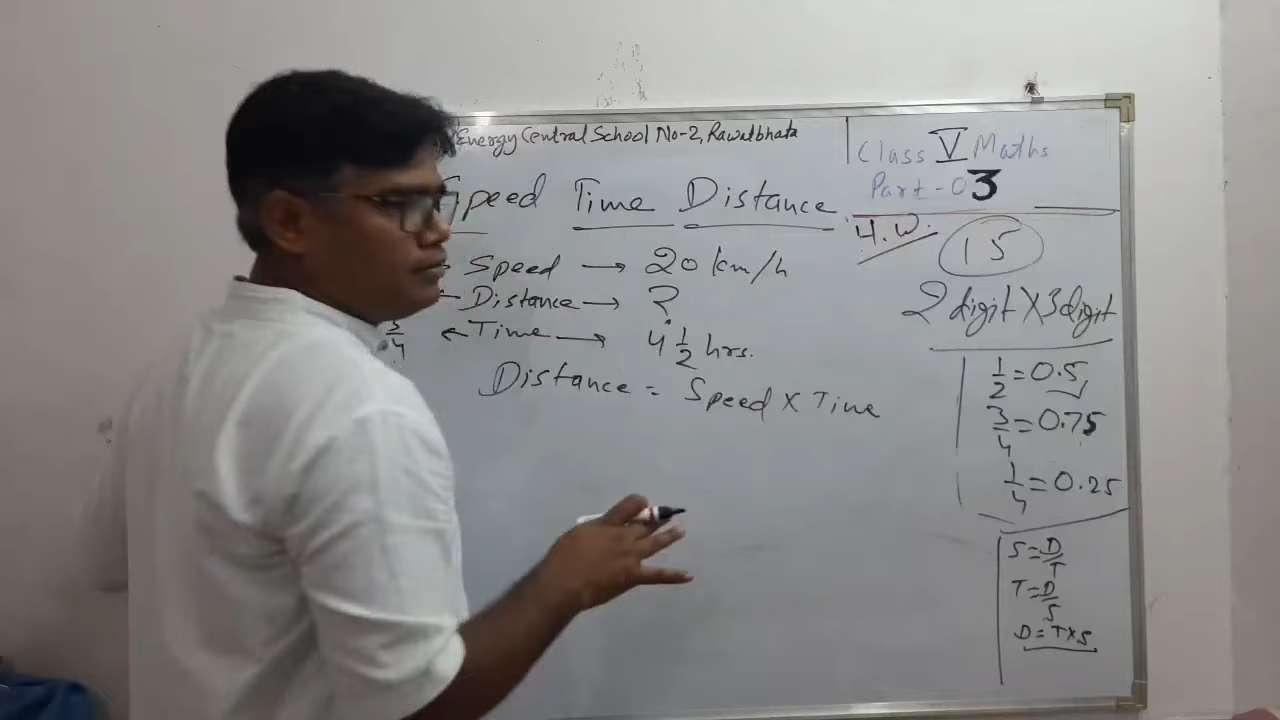 Energy Central School No-2, Rawatbhata
Class V Maths
Part-03
Speed Time Distance
H.W.
15
Speed → 20 km/h
Distance → ?
3/4 ← Time → 4 1/2 hrs.
Distance = Speed X Time
2 digit X 3 digit
1/2 = 0.5
3/4 = 0.75
1/4 = 0.25
S = D/T
T = D/S
D = T x S